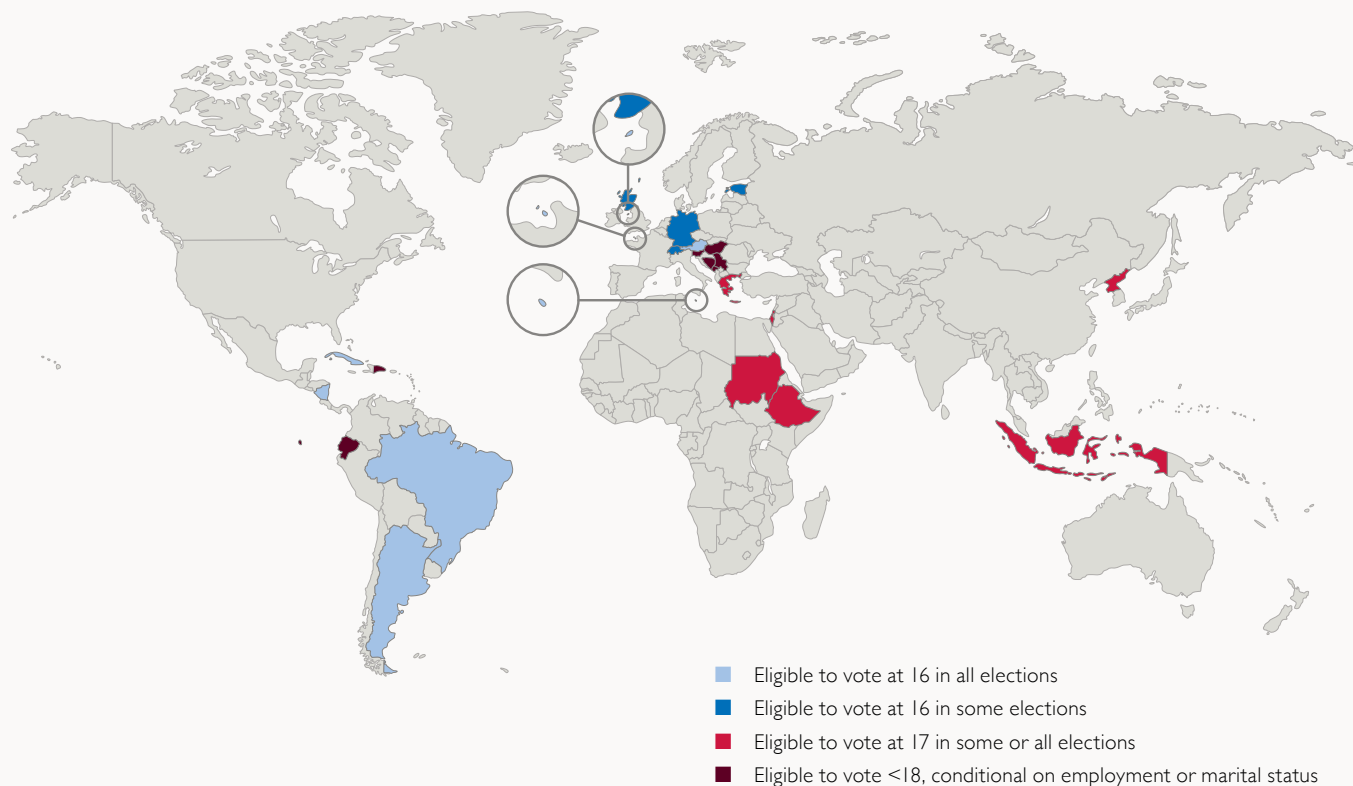 Eligible to vote at 16 in all elections
Eligible to vote at 16 in some elections
Eligible to vote at 17 in some or all elections
Eligible to vote <18, conditional on employment or marital status